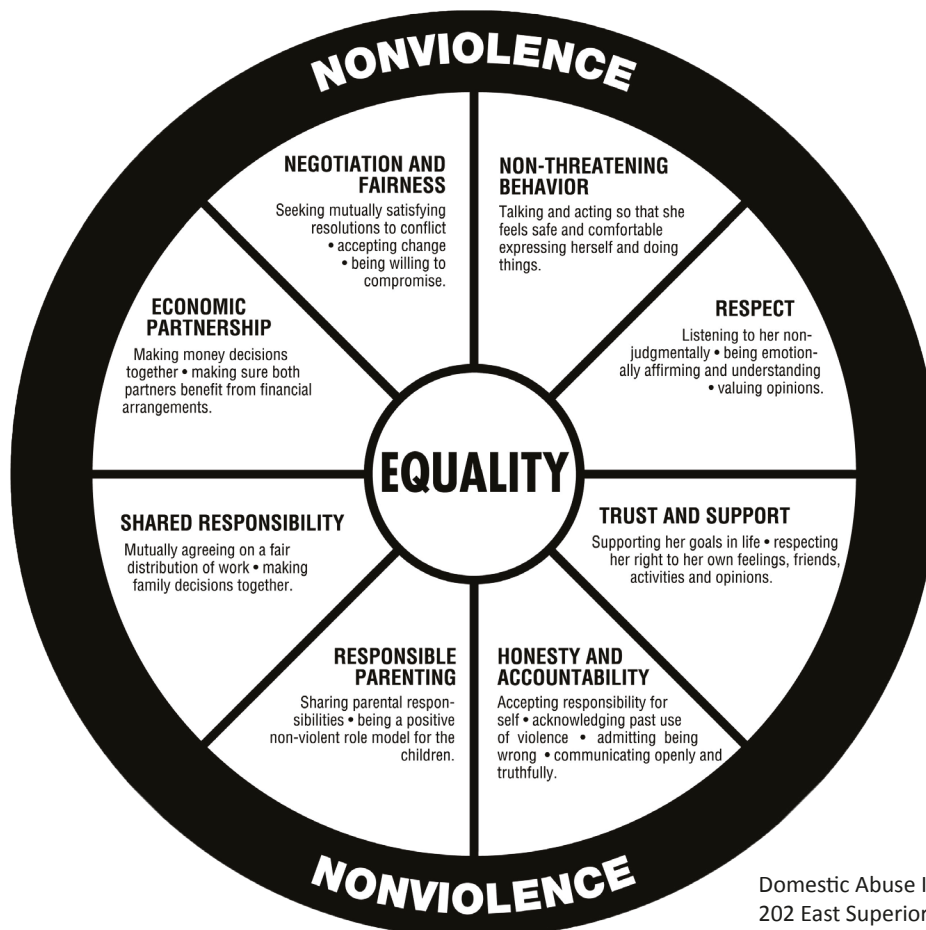 NONVIOLENCE
NEGOTIATION AND
FAIRNESS
Seeking mutually satisfying
resolutions to conflict
• accepting change
• being willing to
compromise.
NON-THREATENING
BEHAVIOR
Talking and acting so that she
feels safe and comfortable
expressing herself and doing
things.
ECONOMIC
PARTNERSHIP
Making money decisions
together • making sure both
partners benefit from financial
arrangements.
RESPECT
Listening to her non-
judgmentally • being emotion-
ally affirming and understanding
• valuing opinions.
EQUALITY
SHARED RESPONSIBILITY
Mutually agreeing on a fair
distribution of work • making
family decisions together.
TRUST AND SUPPORT
Supporting her goals in life • respecting
her right to her own feelings, friends,
activities and opinions.
RESPONSIBLE
PARENTING
Sharing parental respon-
sibilities • being a positive
non-violent role model for the
children.
HONESTY AND
ACCOUNTABILITY
Accepting responsibility for
self • acknowledging past use
of violence • admitting being
wrong • communicating openly and
truthfully.
NONVIOLENCE
Domestic Abuse
202 East Superior